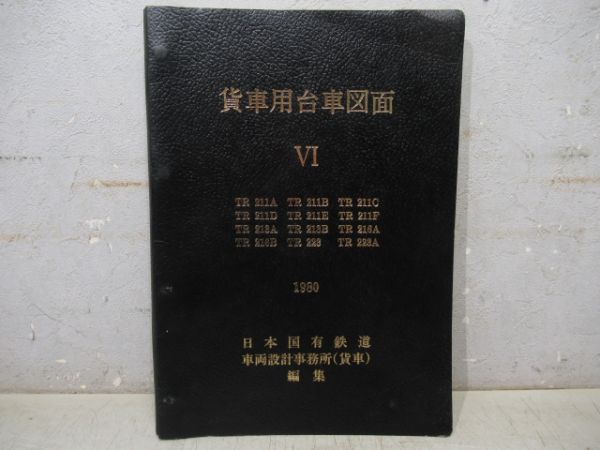 貨車用台車図面
VI
TR 211A TR 211B TR 211C
TR 211D TR 211E TR 211F
TR 213A TR 213B TR 216A
TR 216B TR 223 TR 223A
1980
日本国有鉄道
車両設計事務所(貨車)
編集